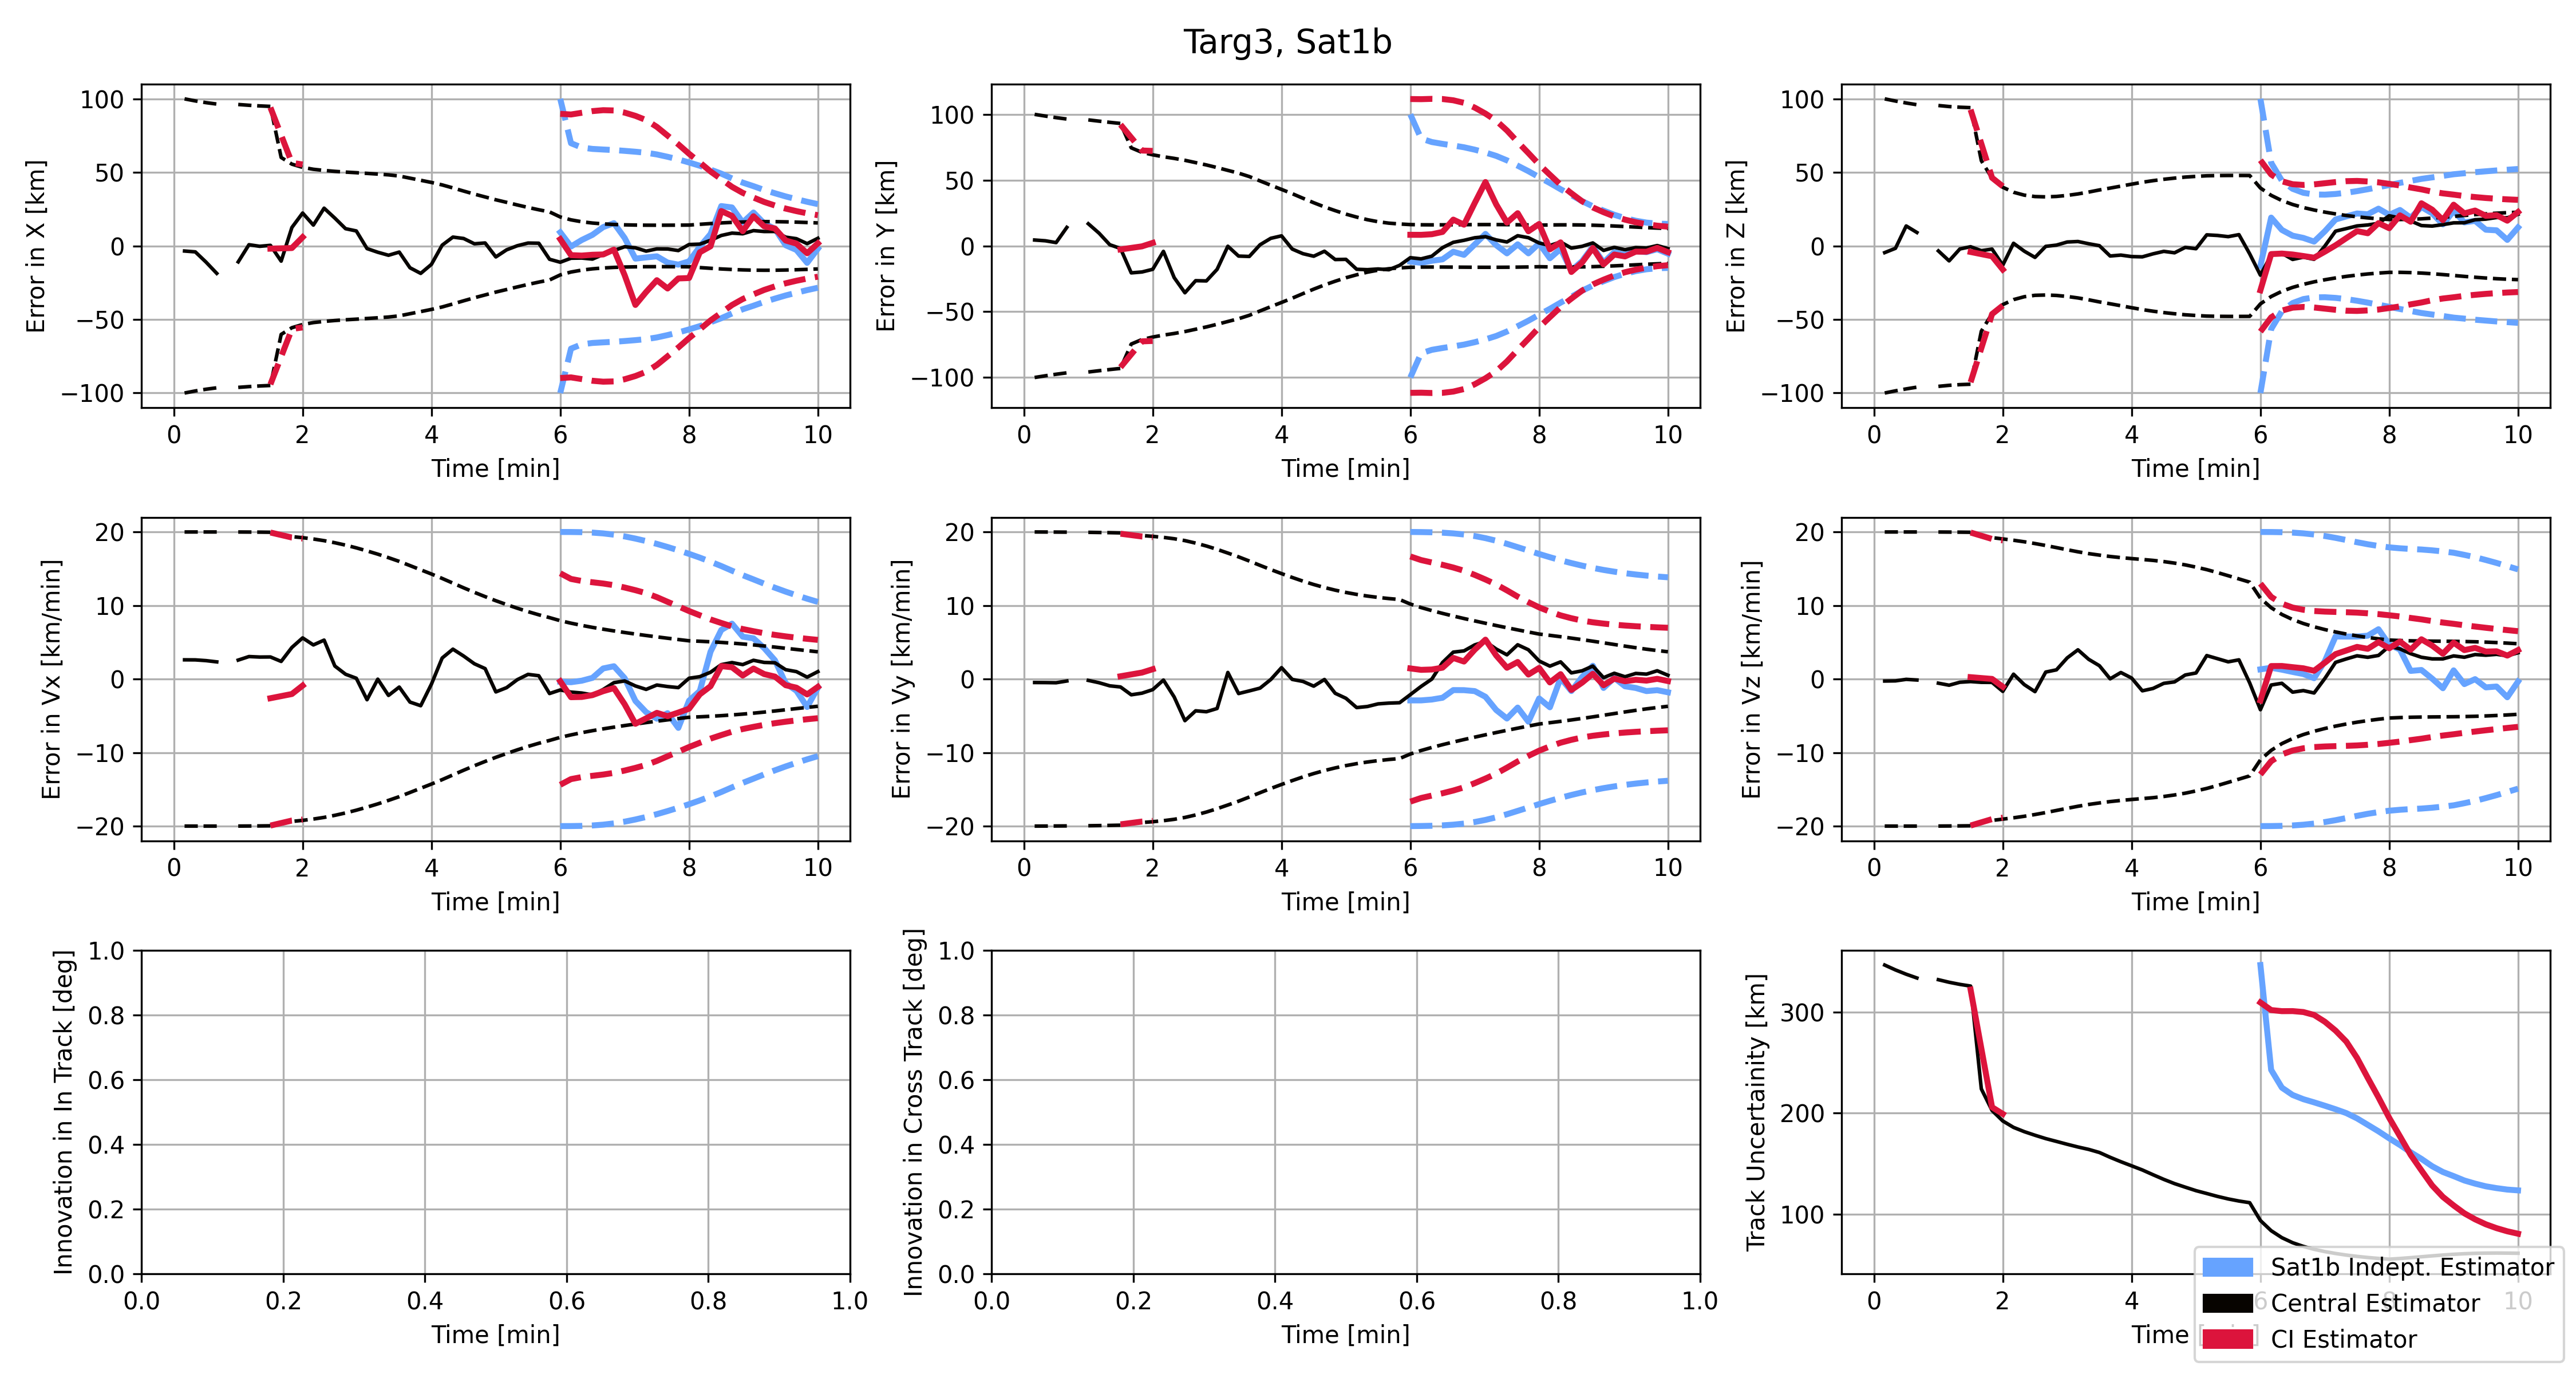 Targ3, Sat1b
100
50
0
−50
−100
Error in X [km]
0 2 4 6 8 10
Time [min]
100
50
0
−50
−100
Error in Y [km]
0 2 4 6 8 10
Time [min]
100
50
0
−50
−100
Error in Z [km]
0 2 4 6 8 10
Time [min]
20
10
0
−10
−20
Error in Vx [km/min]
0 2 4 6 8 10
Time [min]
20
10
0
−10
−20
Error in Vy [km/min]
0 2 4 6 8 10
Time [min]
20
10
0
−10
−20
Error in Vz [km/min]
0 2 4 6 8 10
Time [min]
1.0
0.8
0.6
0.4
0.2
0.0
Innovation in In Track [deg]
0.0 0.2 0.4 0.6 0.8 1.0
Time [min]
1.0
0.8
0.6
0.4
0.2
0.0
Innovation in Cross Track [deg]
0.0 0.2 0.4 0.6 0.8 1.0
Time [min]
300
200
100
Track Uncertainity [km]
0 2 4 6 10
Time
Sat1b Indept. Estimator
Central Estimator
CI Estimator